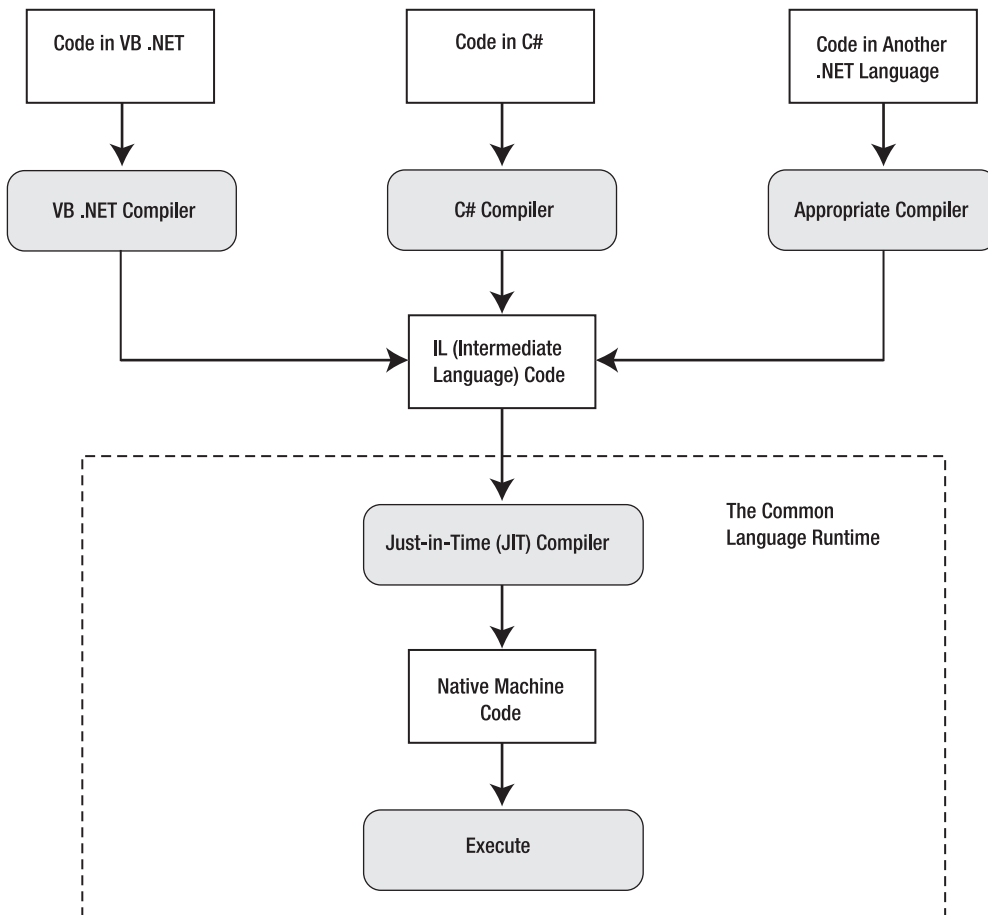 Code in VB .NET
Code in C#
Code in Another
.NET Language
VB .NET Compiler
C# Compiler
Appropriate Compiler
IL (Intermediate
Language) Code
The Common
Language Runtime
Just-in-Time (JIT) Compiler
Native Machine
Code
Execute